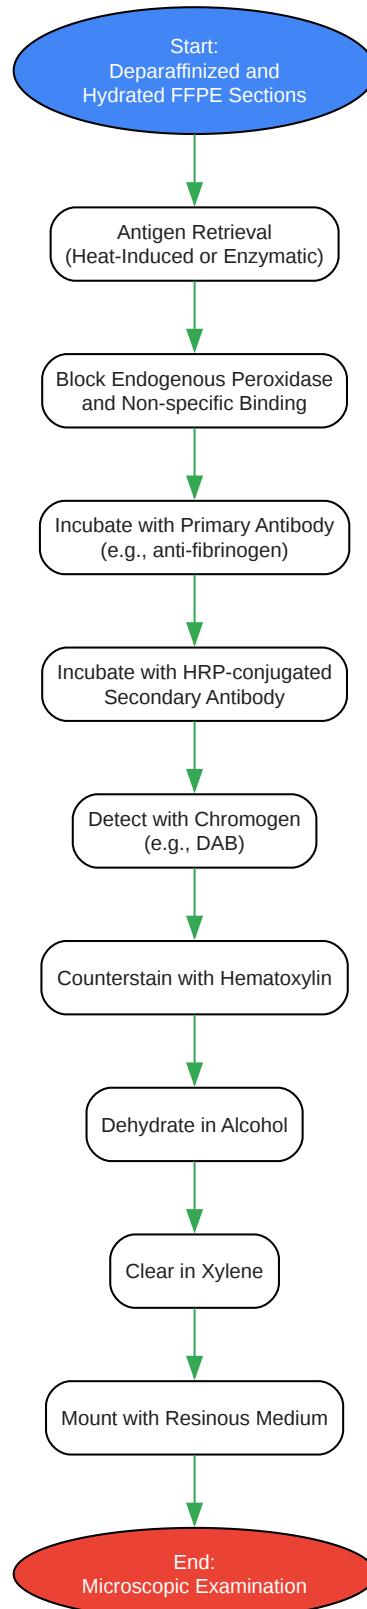 Start:
Deparaffinized and
Hydrated FFPE Sections
Antigen Retrieval
(Heat-Induced or Enzymatic)
Block Endogenous Peroxidase
and Non-specific Binding
Incubate with Primary Antibody
(e.g., anti-fibrinogen)
Incubate with HRP-conjugated
Secondary Antibody
Detect with Chromogen
(e.g., DAB)
Counterstain with Hematoxylin
Dehydrate in Alcohol
Clear in Xylene
Mount with Resinous Medium
End:
Microscopic Examination